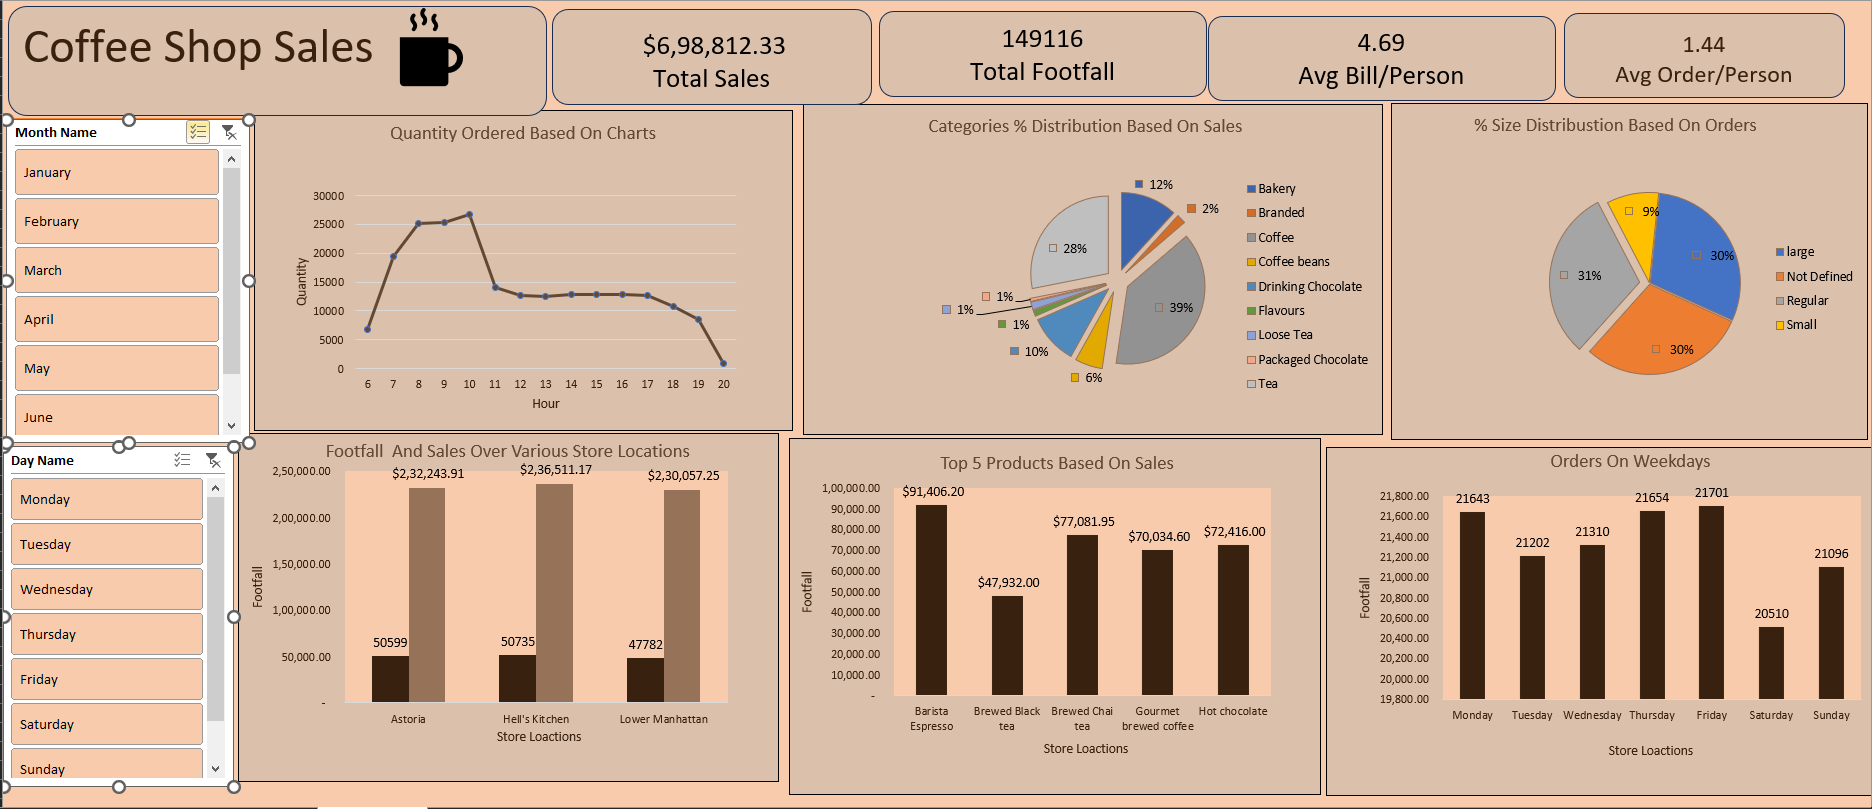 Coffee Shop Sales
$6,98,812.33
Total Sales
149116
Total Footfall
4.69
Avg Bill/Person
1.44
Avg Order/Person
Month Name
January
February
March
April
May
June
Day Name
Monday
Tuesday
Wednesday
Thursday
Friday
Saturday
Sunday
Quantity Ordered Based On Charts
Quantity
30000
25000
20000
15000
10000
5000
0
6 7 8 9 10 11 12 13 14 15 16 17 18 19 20
Hour
Categories % Distribution Based On Sales
12%
2%
39%
6%
10%
1%
1%
1%
28%
Bakery
Branded
Coffee
Coffee beans
Drinking Chocolate
Flavours
Loose Tea
Packaged Chocolate
Tea
% Size Distribustion Based On Orders
9%
30%
31%
30%
large
Not Defined
Regular
Small
Footfall And Sales Over Various Store Locations
Footfall
2,50,000.00
2,00,000.00
1,50,000.00
1,00,000.00
50,000.00
-
$2,32,243.91
$2,36,511.17
$2,30,057.25
50599
50735
47782
Astoria
Hell's Kitchen
Lower Manhattan
Store Loactions
Top 5 Products Based On Sales
Footfall
1,00,000.00
90,000.00
80,000.00
70,000.00
60,000.00
50,000.00
40,000.00
30,000.00
20,000.00
10,000.00
-
$91,406.20
$47,932.00
$77,081.95
$70,034.60
$72,416.00
Barista
Espresso
Brewed Black
tea
Brewed Chai
tea
Gourmet
brewed coffee
Hot chocolate
Store Loactions
Orders On Weekdays
Footfall
21,800.00
21,600.00
21,400.00
21,200.00
21,000.00
20,800.00
20,600.00
20,400.00
20,200.00
20,000.00
19,800.00
21643
21202
21310
21654
21701
20510
21096
Monday
Tuesday
Wednesday
Thursday
Friday
Saturday
Sunday
Store Loactions